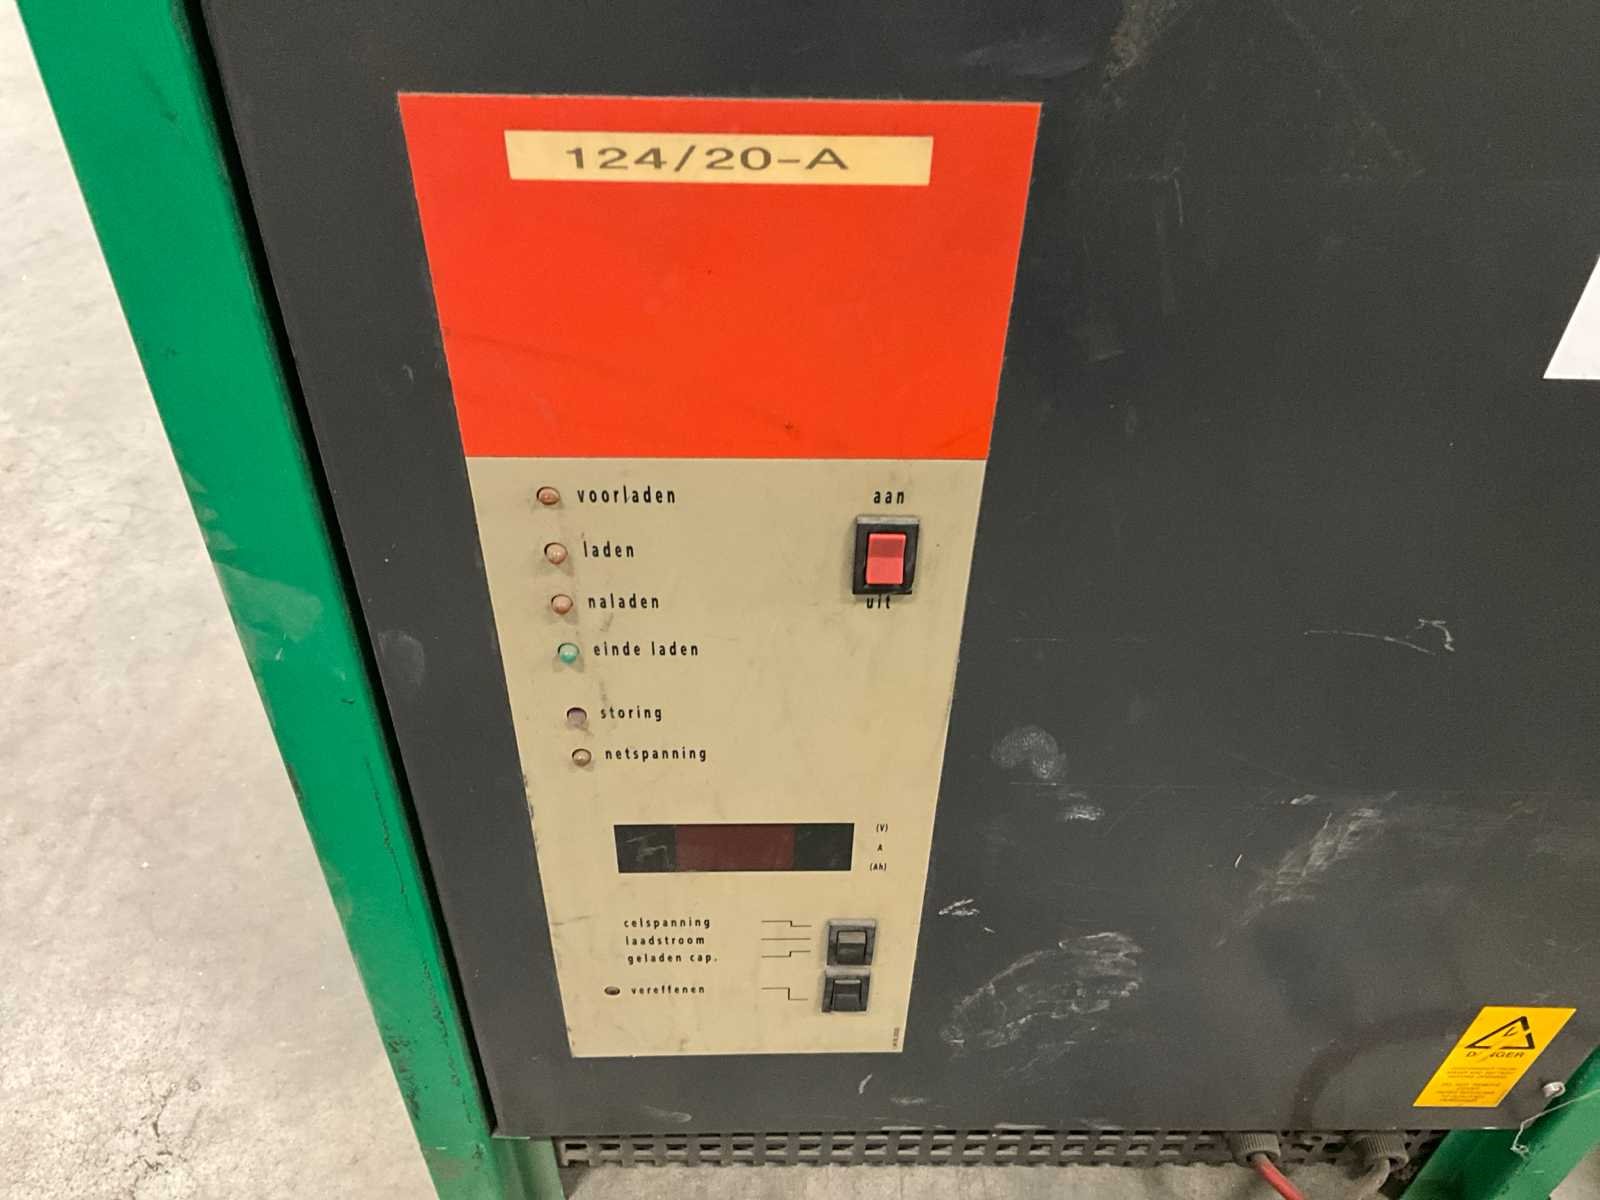 124/20-A
voorladen
aan
laden
naladen
uit
einde laden
storing
netspanning
(V)
A
(Ah)
celspanning
laadstroom
geladen cap.
vereffenen
DANGER